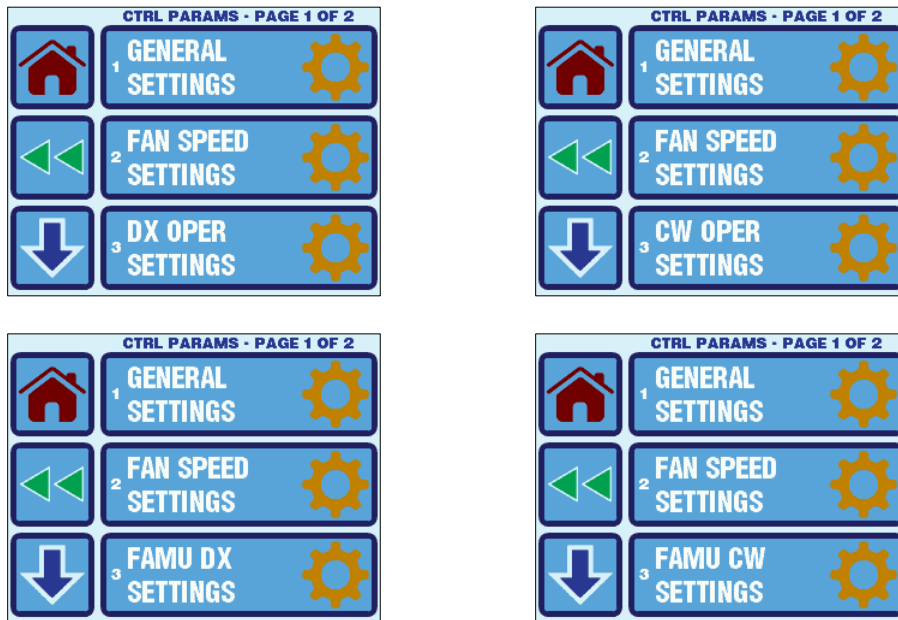 CTRL PARAMS - PAGE 1 OF 2
1 GENERAL
SETTINGS
2 FAN SPEED
SETTINGS
3 DX OPER
SETTINGS
CTRL PARAMS - PAGE 1 OF 2
1 GENERAL
SETTINGS
2 FAN SPEED
SETTINGS
3 CW OPER
SETTINGS
CTRL PARAMS - PAGE 1 OF 2
1 GENERAL
SETTINGS
2 FAN SPEED
SETTINGS
3 FAMU DX
SETTINGS
CTRL PARAMS - PAGE 1 OF 2
1 GENERAL
SETTINGS
2 FAN SPEED
SETTINGS
3 FAMU CW
SETTINGS